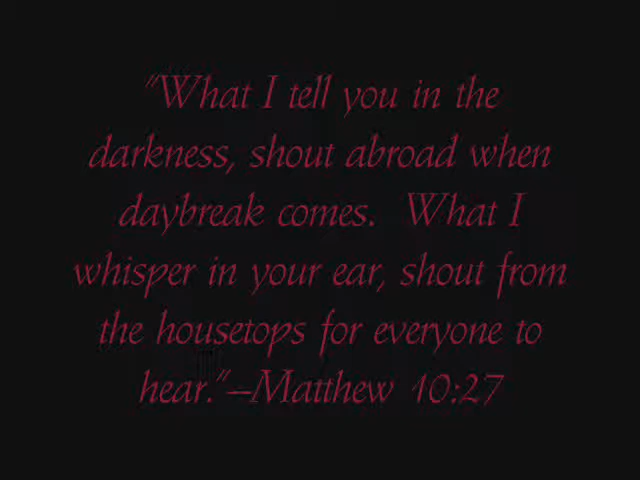 "What I tell you in the
darkness, shout abroad when
daybreak comes.  What I
whisper in your ear, shout from
the housetops for everyone to
hear."--Matthew 10:27